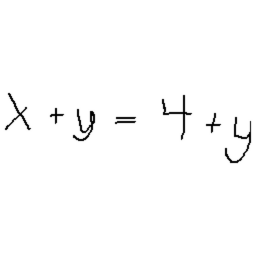 x + y = 4 + y